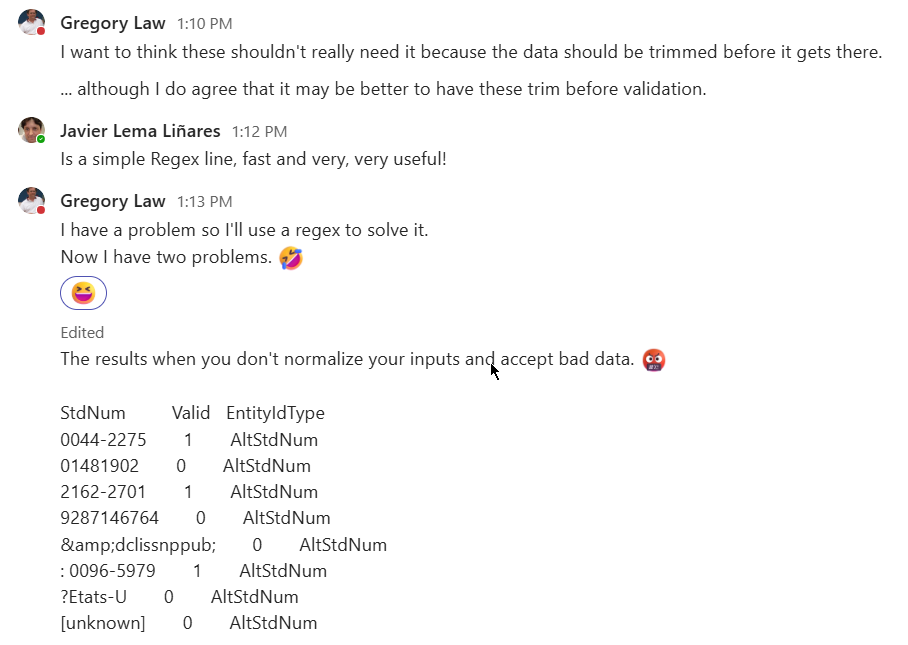 Gregory Law 1:10 PM
I want to think these shouldn't really need it because the data should be trimmed before it gets there.
... although I do agree that it may be better to have these trim before validation.
Javier Lema Liñares 1:12 PM
Is a simple Regex line, fast and very, very useful!
Gregory Law 1:13 PM
I have a problem so I'll use a regex to solve it.
Now I have two problems. 🤣
Edited
The results when you don't normalize your inputs and accept bad data. 🤬
StdNum Valid EntityIdType
0044-2275 1 AltStdNum
01481902 0 AltStdNum
2162-2701 1 AltStdNum
9287146764 0 AltStdNum
&amp;dclissnppub; 0 AltStdNum
: 0096-5979 1 AltStdNum
?Etats-U 0 AltStdNum
[unknown] 0 AltStdNum